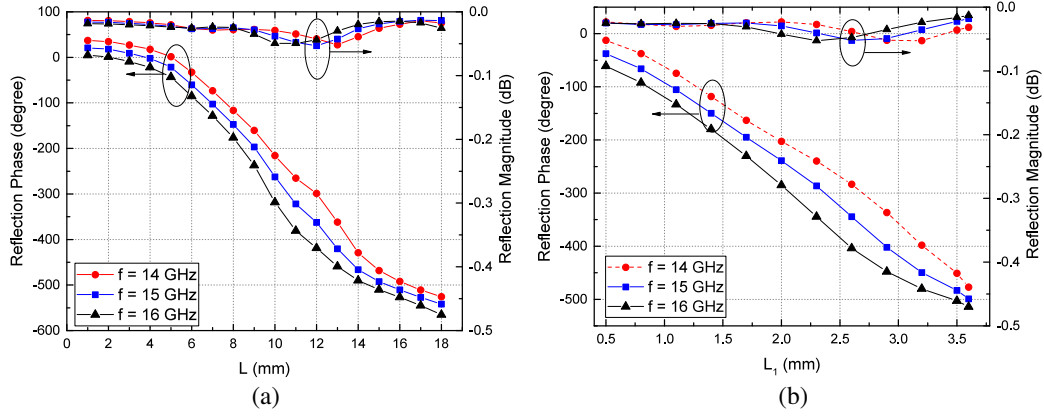 100
0
-100
-200
-300
-400
-500
-600
Reflection Phase (degree)
0.0
-0.1
-0.2
-0.3
-0.4
-0.5
Reflection Magnitude (dB)
f = 14 GHz
f = 15 GHz
f = 16 GHz
0 2 4 6 8 10 12 14 16 18
L (mm)
(a)
0
-100
-200
-300
-400
-500
Reflection Phase (degree)
0.0
-0.1
-0.2
-0.3
-0.4
-0.5
Reflection Magnitude (dB)
f = 14 GHz
f = 15 GHz
f = 16 GHz
0.5 1.0 1.5 2.0 2.5 3.0 3.5
L₁ (mm)
(b)